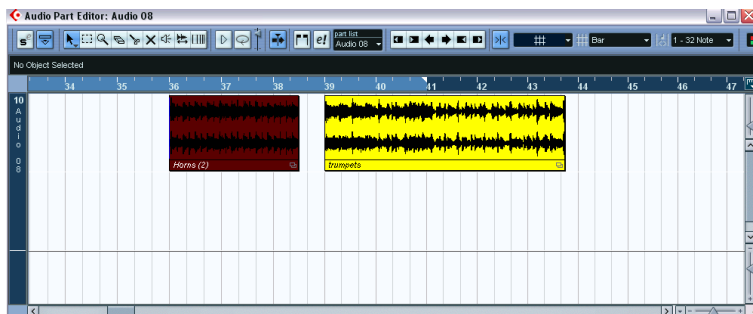 Audio Part Editor: Audio 08
part list
Audio 08
Bar
1 - 32 Note
No Object Selected
34 35 36 37 38 39 40 41 42 43 44 45 46 47
10
Audio 08
Horns (2)
trumpets